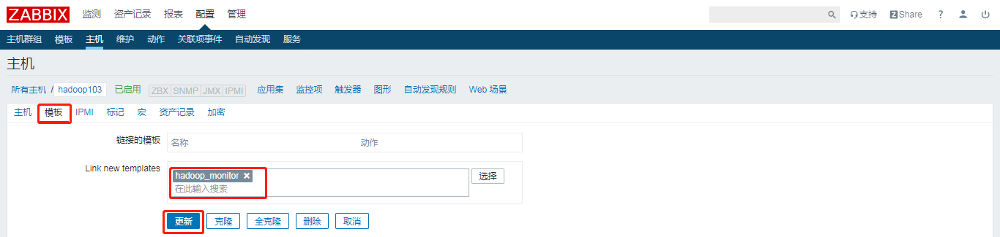 ZABBIX 监测 资产记录 报表 配置 管理 支持 Z Share ?
主机群组 模板 主机 维护 动作 关联项事件 自动发现 服务
主机
所有主机 / hadoop103 已启用 ZBX SNMP JMX IPMI 应用集 监控项 触发器 图形 自动发现规则 Web 场景
主机 模板 IPMI 标记 宏 资产记录 加密
链接的模板 名称 动作
Link new templates hadoop_monitor 选择
在此输入搜索
更新 克隆 全克隆 删除 取消